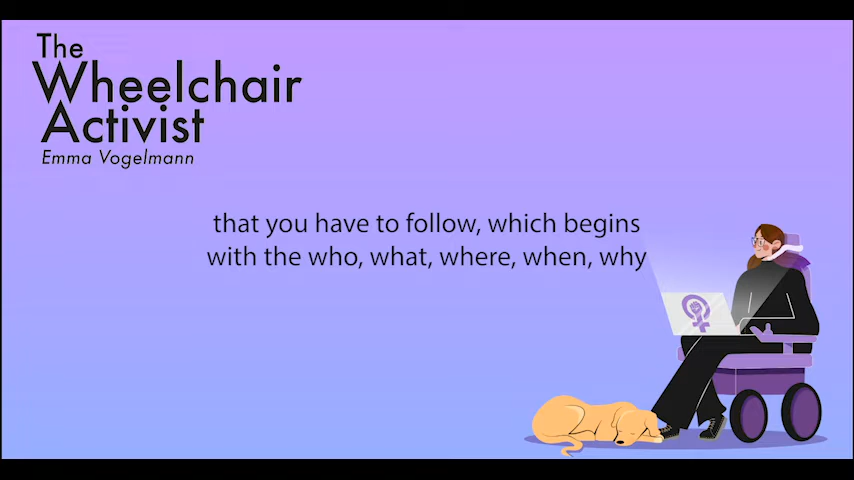 The
Wheelchair
Activist
Emma Vogelmann
that you have to follow, which begins
with the who, what, where, when, why